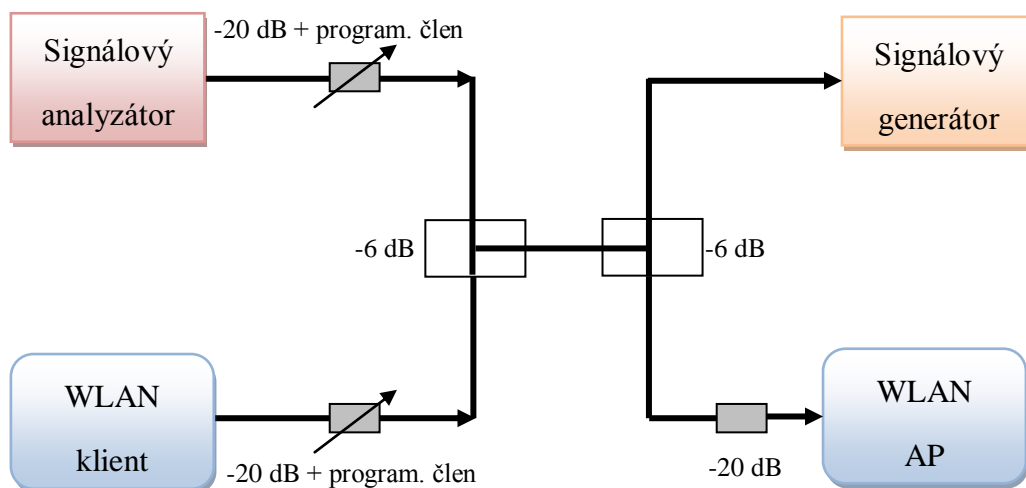 -20 dB + program. člen
Signálový
analyzátor
Signálový
generátor
-6 dB
-6 dB
WLAN
klient
WLAN
AP
-20 dB + program. člen
-20 dB